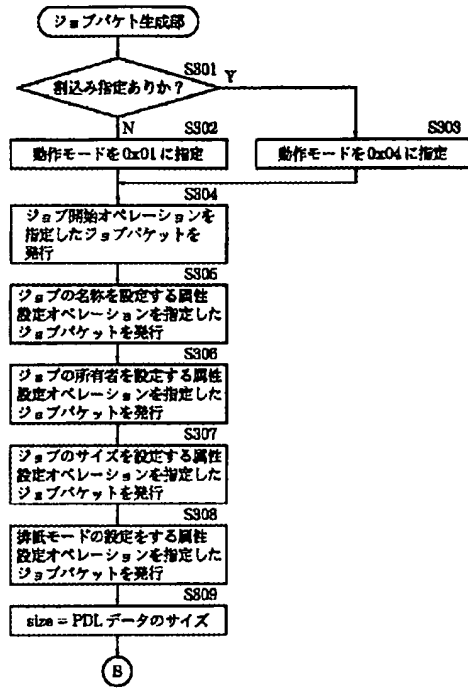 ジョブパケト生成部
S301
割込み指定ありか?
Y
N
S302
動作モードを0x01に指定
S303
動作モードを0x04に指定
S304
ジョブ開始オペレーションを
指定したジョブパケットを
発行
S305
ジョブの名称を設定する属性
設定オペレーションを指定した
ジョブパケットを発行
S306
ジョブの所有者を設定する属性
設定オペレーションを指定した
ジョブパケットを発行
S307
ジョブのサイズを設定する属性
設定オペレーションを指定した
ジョブパケットを発行
S308
排紙モードの設定をする属性
設定オペレーションを指定した
ジョブパケットを発行
S309
size = PDLデータのサイズ
B